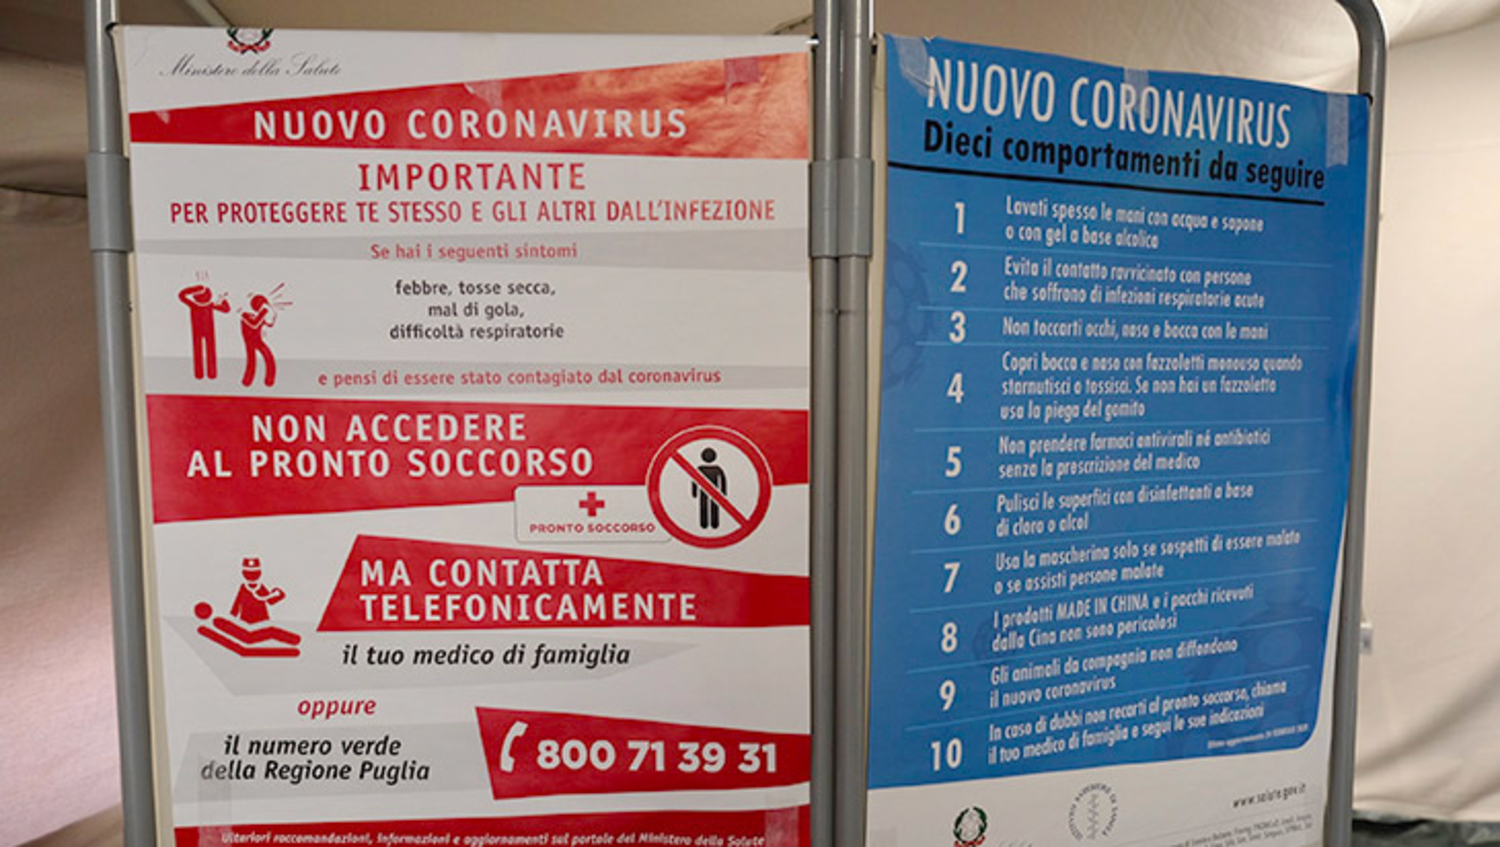 Ministero della Salute
NUOVO CORONAVIRUS
IMPORTANTE
PER PROTEGGERE TE STESSO E GLI ALTRI DALL'INFEZIONE
Se hai i seguenti sintomi
febbre, tosse secca,
mal di gola,
difficoltà respiratorie
e pensi di essere stato contagiato dal coronavirus
NON ACCEDERE
AL PRONTO SOCCORSO
PRONTO SOCCORSO
MA CONTATTA
TELEFONICAMENTE
il tuo medico di famiglia
oppure
il numero verde
della Regione Puglia
800 71 39 31
Ulteriori raccomandazioni, informazioni e aggiornamenti sul portale del Ministero della Salute
NUOVO CORONAVIRUS
Dieci comportamenti da seguire
1 Lavati spesso le mani con acqua e sapone
o con gel a base alcolica
2 Evita il contatto ravvicinato con persone
che soffrono di infezioni respiratorie acute
3 Non toccarti occhi, naso e bocca con le mani
4 Copri bocca e naso con fazzoletti monouso quando
starnutisci o tossisci. Se non hai un fazzoletto
usa la piega del gomito
5 Non prendere farmaci antivirali né antibiotici
senza la prescrizione del medico
6 Pulisci le superfici con disinfettanti a base
di cloro o alcol
7 Usa la mascherina solo se sospetti di essere malato
o se assisti persone malate
8 I prodotti MADE IN CHINA e i pacchi ricevuti
dalla Cina non sono pericolosi
9 Gli animali da compagnia non diffondono
il nuovo coronavirus
10 In caso di dubbi non recarti al pronto soccorso, chiama
il tuo medico di famiglia e segui le sue indicazioni
www.salute.gov.it